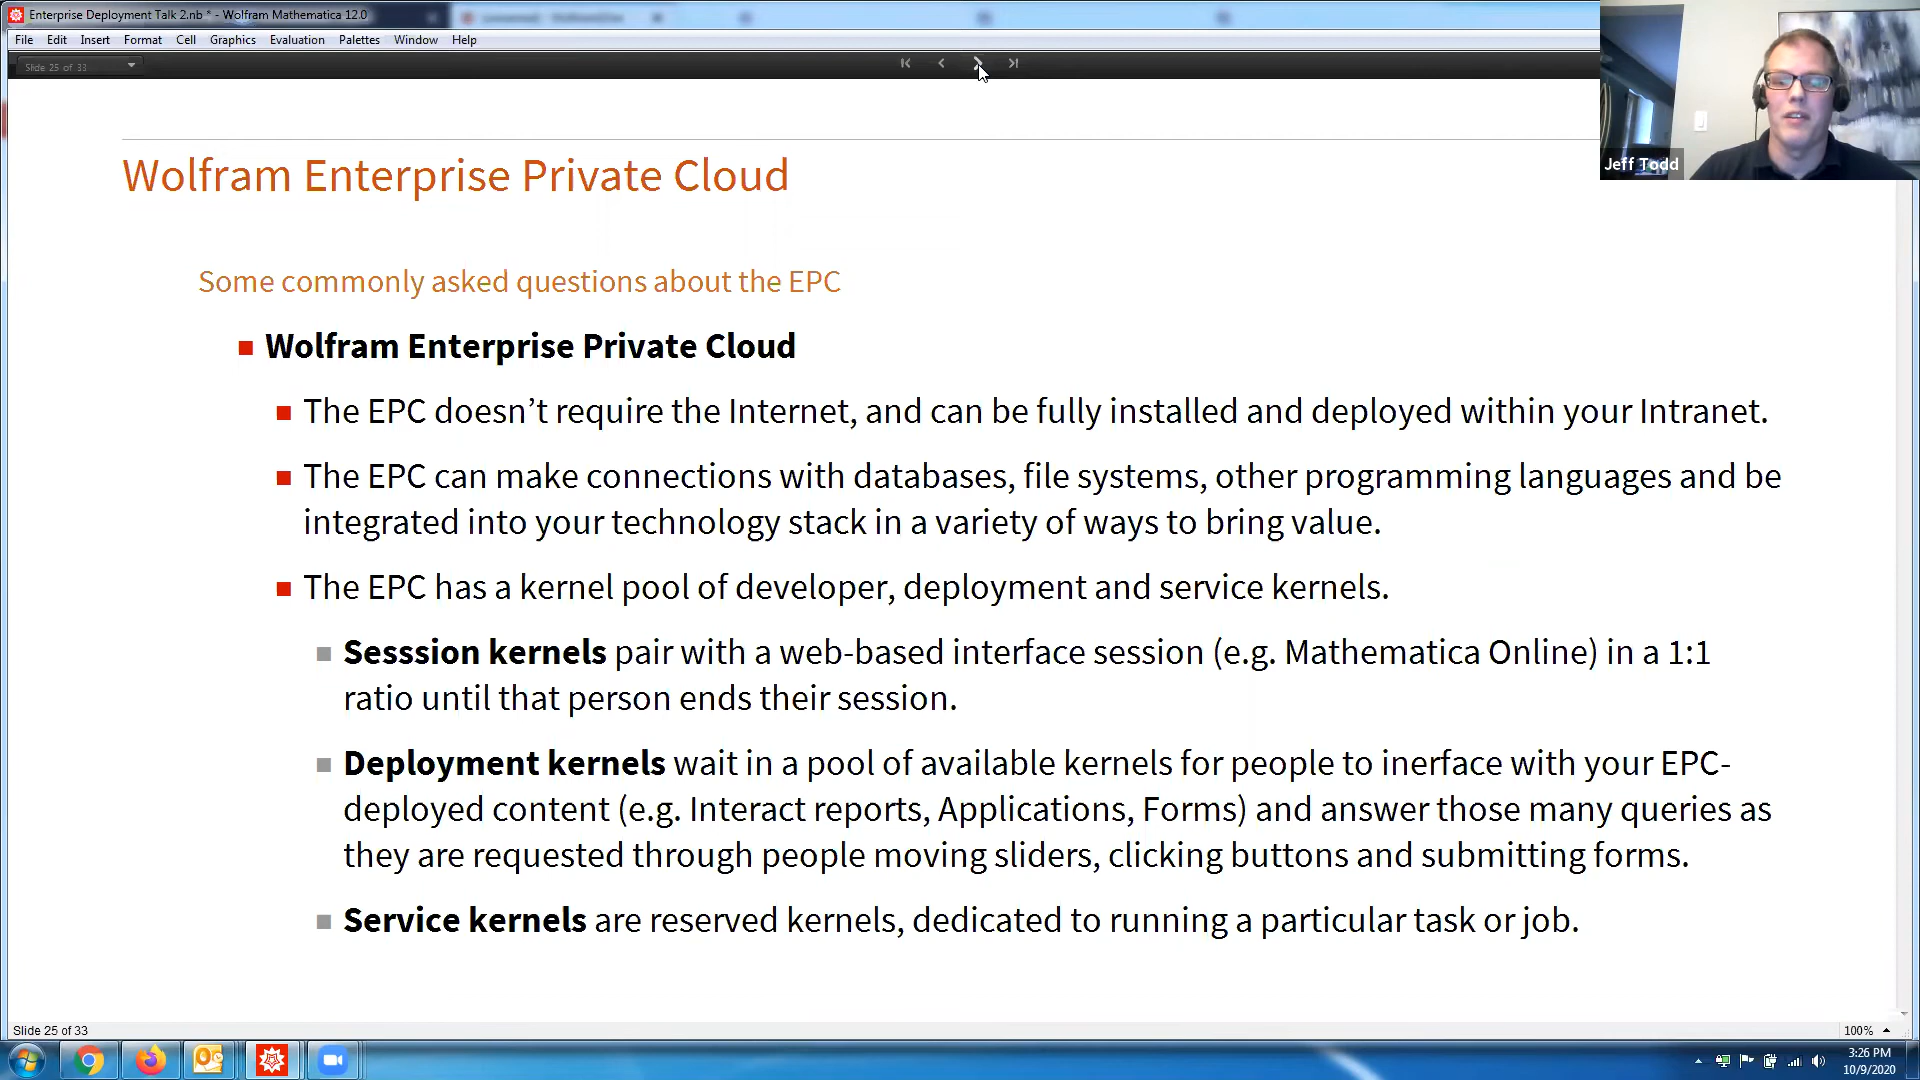 Enterprise Deployment Talk 2.nb * - Wolfram Mathematica 12.0
File Edit Insert Format Cell Graphics Evaluation Palettes Window Help
Slide 25 of 33
Jeff Todd
Wolfram Enterprise Private Cloud
Some commonly asked questions about the EPC
Wolfram Enterprise Private Cloud
The EPC doesn’t require the Internet, and can be fully installed and deployed within your Intranet.
The EPC can make connections with databases, file systems, other programming languages and be
integrated into your technology stack in a variety of ways to bring value.
The EPC has a kernel pool of developer, deployment and service kernels.
Sesssion kernels pair with a web-based interface session (e.g. Mathematica Online) in a 1:1
ratio until that person ends their session.
Deployment kernels wait in a pool of available kernels for people to inerface with your EPC-
deployed content (e.g. Interact reports, Applications, Forms) and answer those many queries as
they are requested through people moving sliders, clicking buttons and submitting forms.
Service kernels are reserved kernels, dedicated to running a particular task or job.
Slide 25 of 33
100%
3:26 PM
10/9/2020